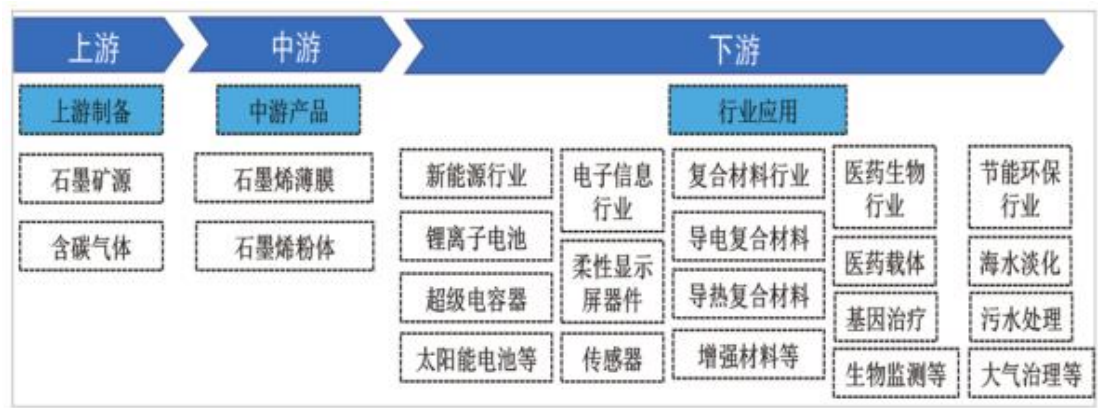 上游
中游
下游
上游制备
中游产品
行业应用
石墨矿源
含碳气体
石墨烯薄膜
石墨烯粉体
新能源行业
锂离子电池
超级电容器
太阳能电池等
电子信息
行业
柔性显示
屏器件
传感器
复合材料行业
导电复合材料
导热复合材料
增强材料等
医药生物
行业
医药载体
基因治疗
生物监测等
节能环保
行业
海水淡化
污水处理
大气治理等